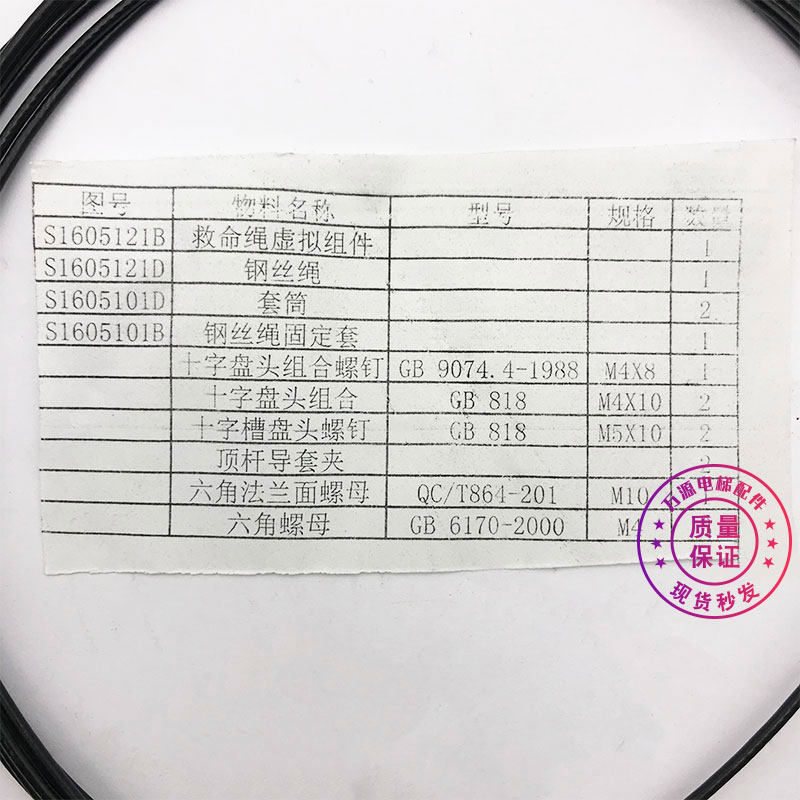 图号 物料名称 型号 规格 数量
S1605121B 救命绳虚拟组件 1
S1605121D 钢丝绳 1
S1605101D 套筒 2
S1605101B 钢丝绳固定套 1
十字盘头组合螺钉 GB 9074.4-1988 M4X8 1
十字盘头组合 GB 818 M4X10 2
十字槽盘头螺钉 GB 818 M5X10 2
顶杆导套夹 2
六角法兰面螺母 QC/T864-201 M10
六角螺母 GB 6170-2000 M4
万源电梯配件
质量
保证
现货秒发